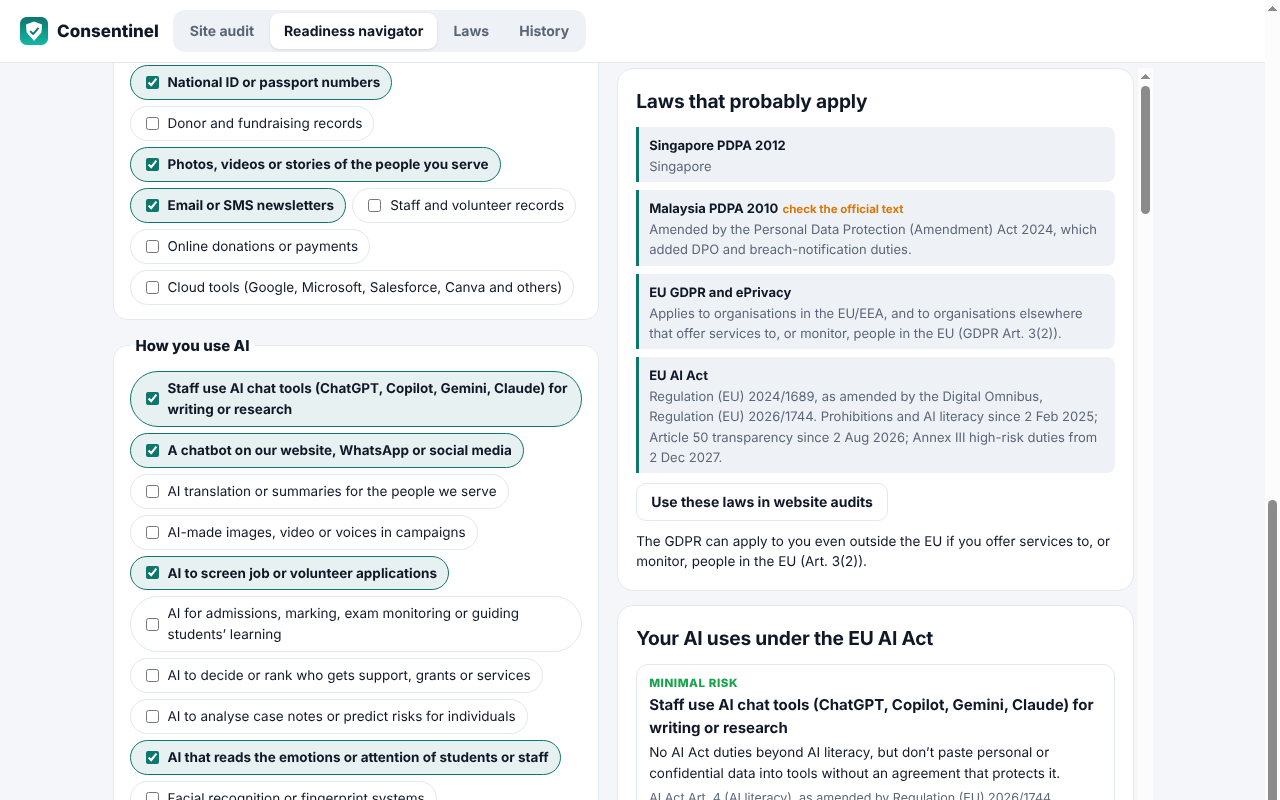 Consentinel
Site audit
Readiness navigator
Laws
History
National ID or passport numbers
Donor and fundraising records
Photos, videos or stories of the people you serve
Email or SMS newsletters
Staff and volunteer records
Online donations or payments
Cloud tools (Google, Microsoft, Salesforce, Canva and others)
How you use AI
Staff use AI chat tools (ChatGPT, Copilot, Gemini, Claude) for
writing or research
A chatbot on our website, WhatsApp or social media
AI translation or summaries for the people we serve
AI-made images, video or voices in campaigns
AI to screen job or volunteer applications
AI for admissions, marking, exam monitoring or guiding
students’ learning
AI to decide or rank who gets support, grants or services
AI to analyse case notes or predict risks for individuals
AI that reads the emotions or attention of students or staff
Facial recognition or fingerprint systems
Laws that probably apply
Singapore PDPA 2012
Singapore
Malaysia PDPA 2010 check the official text
Amended by the Personal Data Protection (Amendment) Act 2024, which
added DPO and breach-notification duties.
EU GDPR and ePrivacy
Applies to organisations in the EU/EEA, and to organisations elsewhere
that offer services to, or monitor, people in the EU (GDPR Art. 3(2)).
EU AI Act
Regulation (EU) 2024/1689, as amended by the Digital Omnibus,
Regulation (EU) 2026/1744. Prohibitions and AI literacy since 2 Feb 2025;
Article 50 transparency since 2 Aug 2026; Annex III high-risk duties from
2 Dec 2027.
Use these laws in website audits
The GDPR can apply to you even outside the EU if you offer services to, or
monitor, people in the EU (Art. 3(2)).
Your AI uses under the EU AI Act
MINIMAL RISK
Staff use AI chat tools (ChatGPT, Copilot, Gemini, Claude) for
writing or research
No AI Act duties beyond AI literacy, but don’t paste personal or
confidential data into tools without an agreement that protects it.
AI Act Art. 4 (AI literacy), as amended by Regulation (EU) 2026/1744